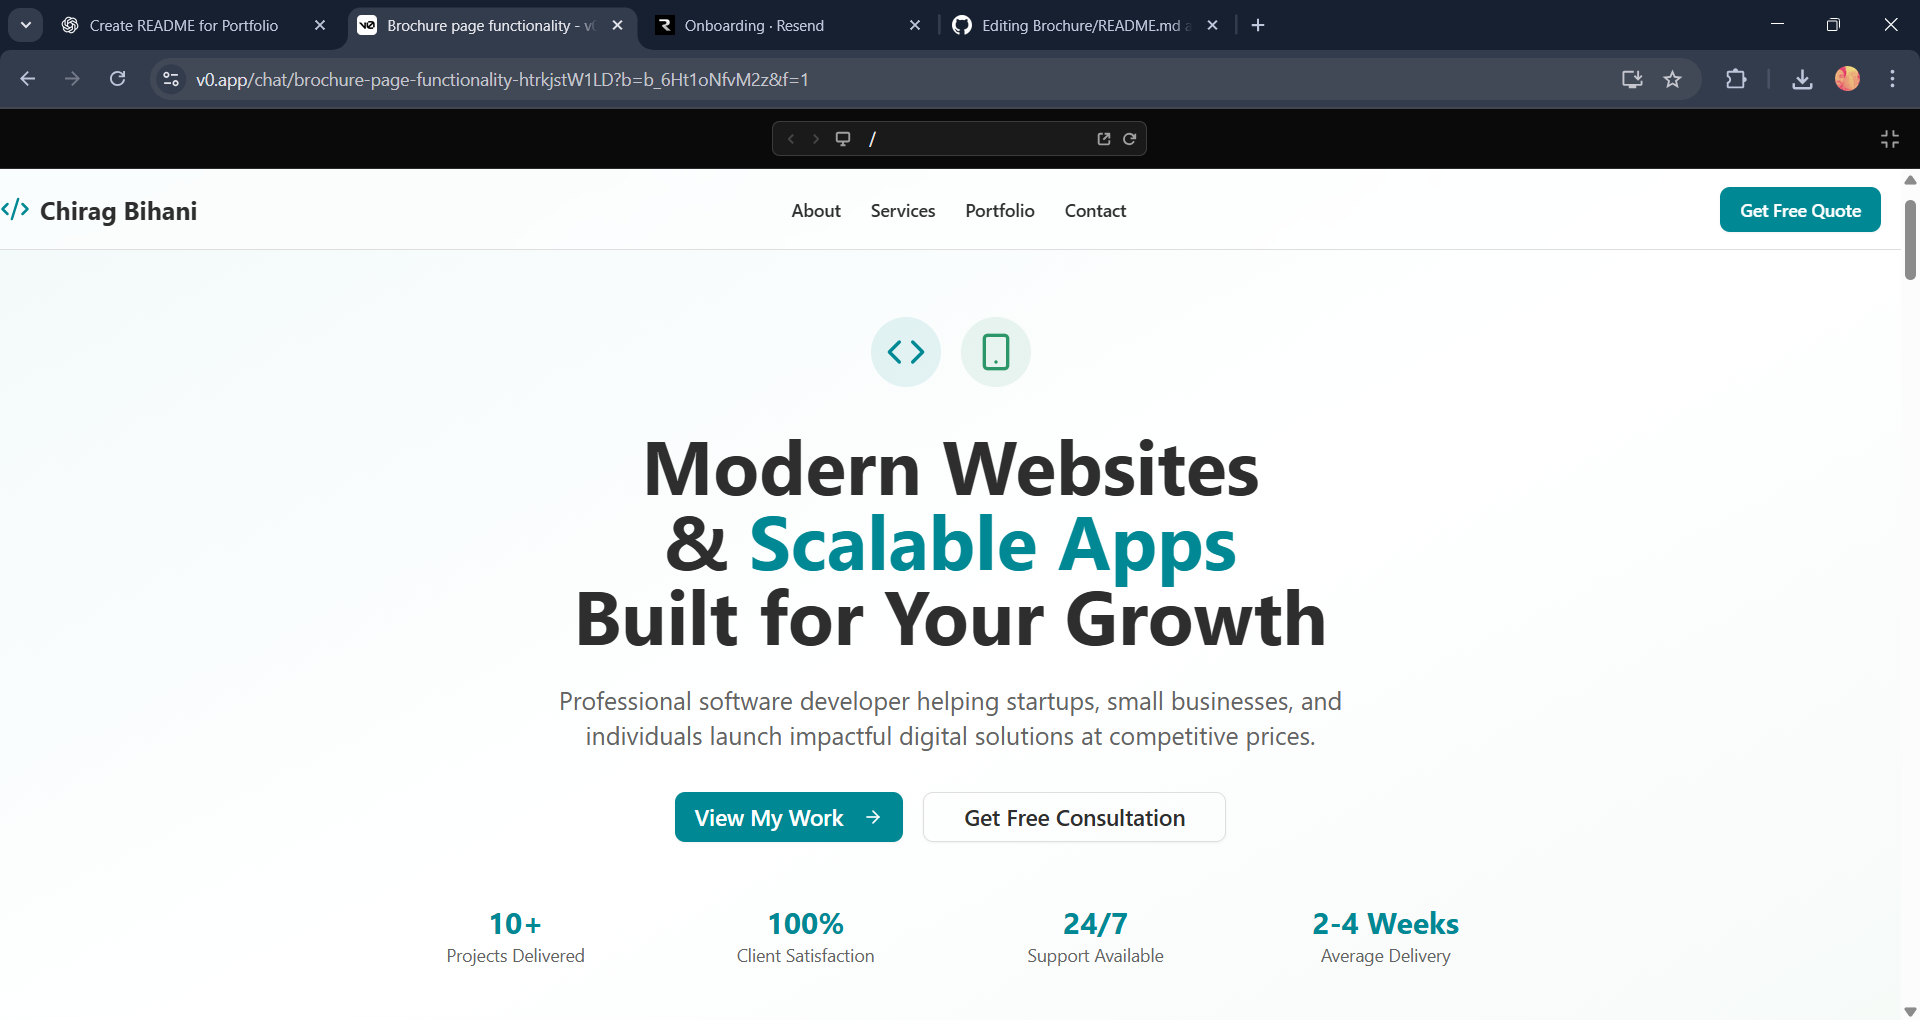 Create README for Portfolio
Brochure page functionality - v
Onboarding · Resend
Editing Brochure/README.md
v0.app/chat/brochure-page-functionality-htrkjstW1LD?b=b_6Ht1oNfvM2z&f=1
/
</> Chirag Bihani
About
Services
Portfolio
Contact
Get Free Quote
Modern Websites
& Scalable Apps
Built for Your Growth
Professional software developer helping startups, small businesses, and
individuals launch impactful digital solutions at competitive prices.
View My Work →
Get Free Consultation
10+
Projects Delivered
100%
Client Satisfaction
24/7
Support Available
2-4 Weeks
Average Delivery